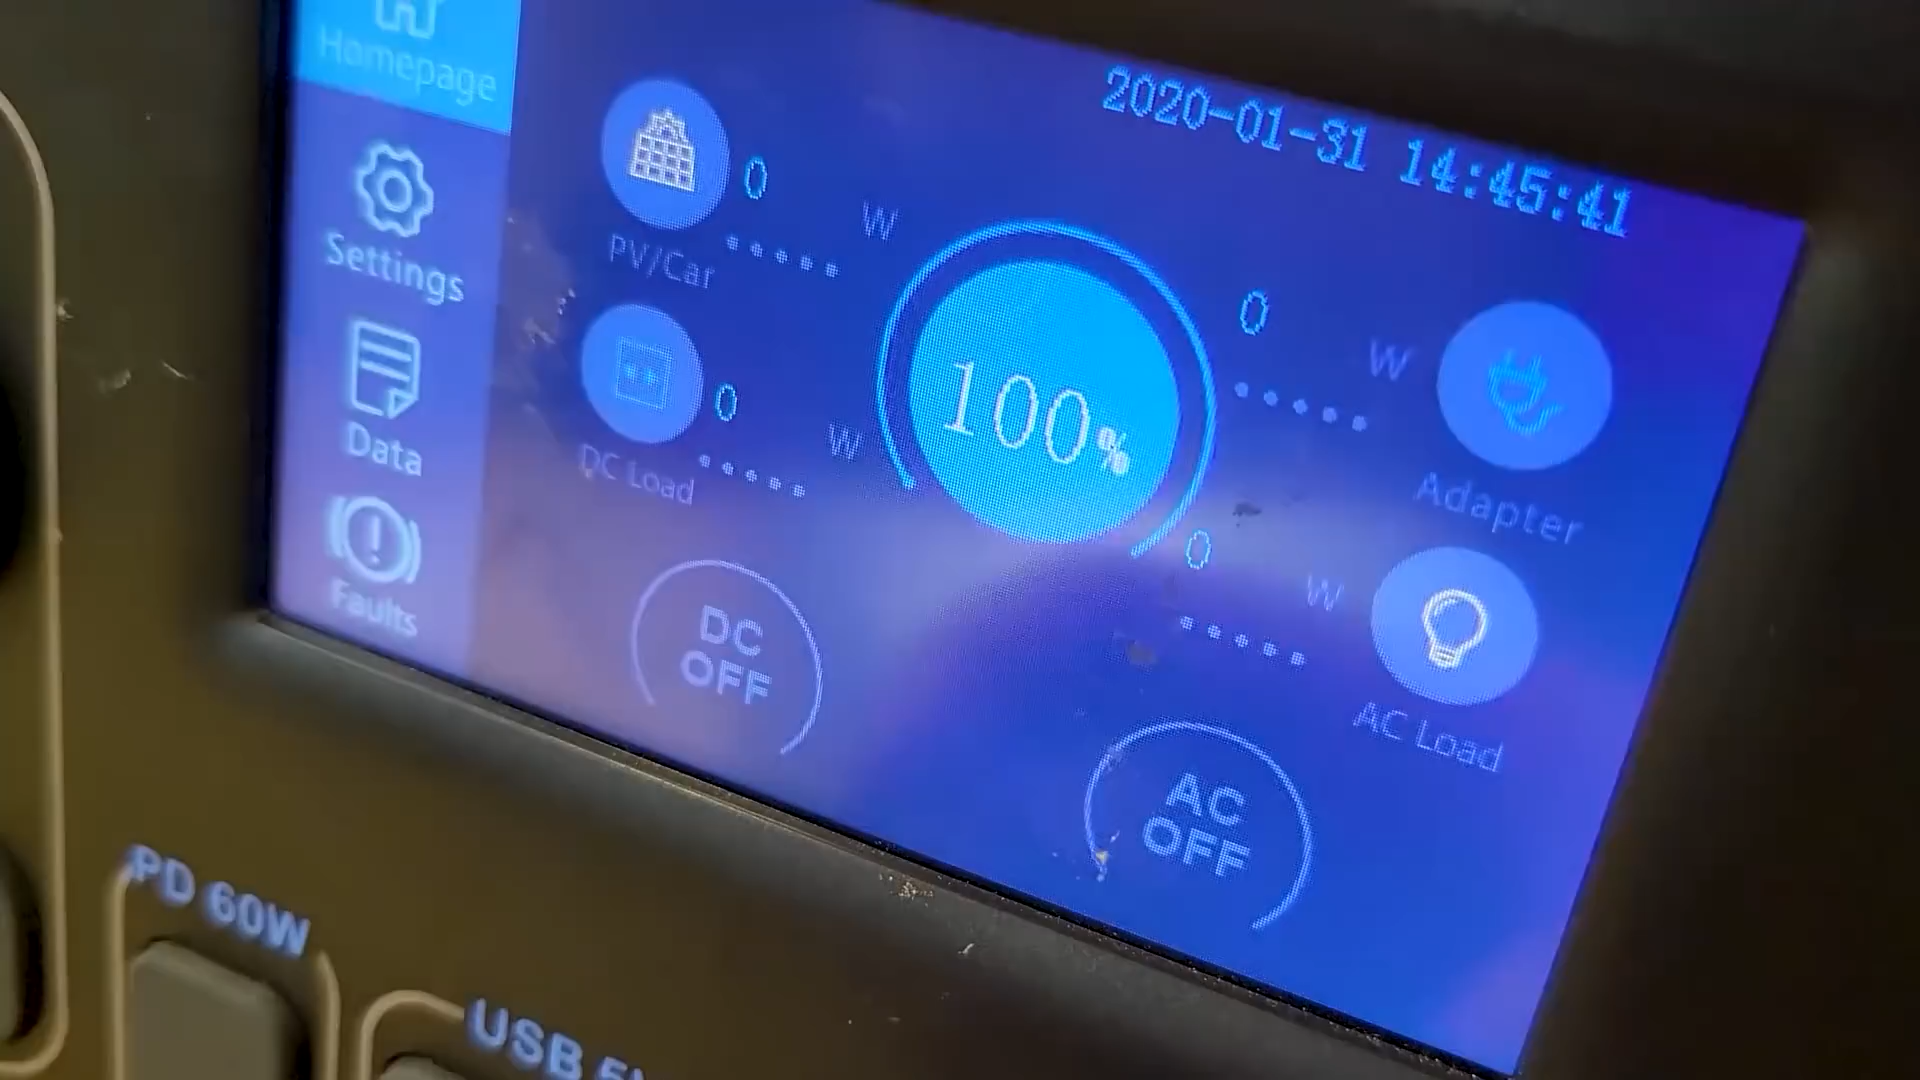 Homepage
2020-01-31 14:45:41
0 W
PV/Car
Settings
0 W
Adapter
100%
0 W
DC Load
Data
0 W
AC Load
Faults
DC
OFF
AC
OFF
PD 60W
USB